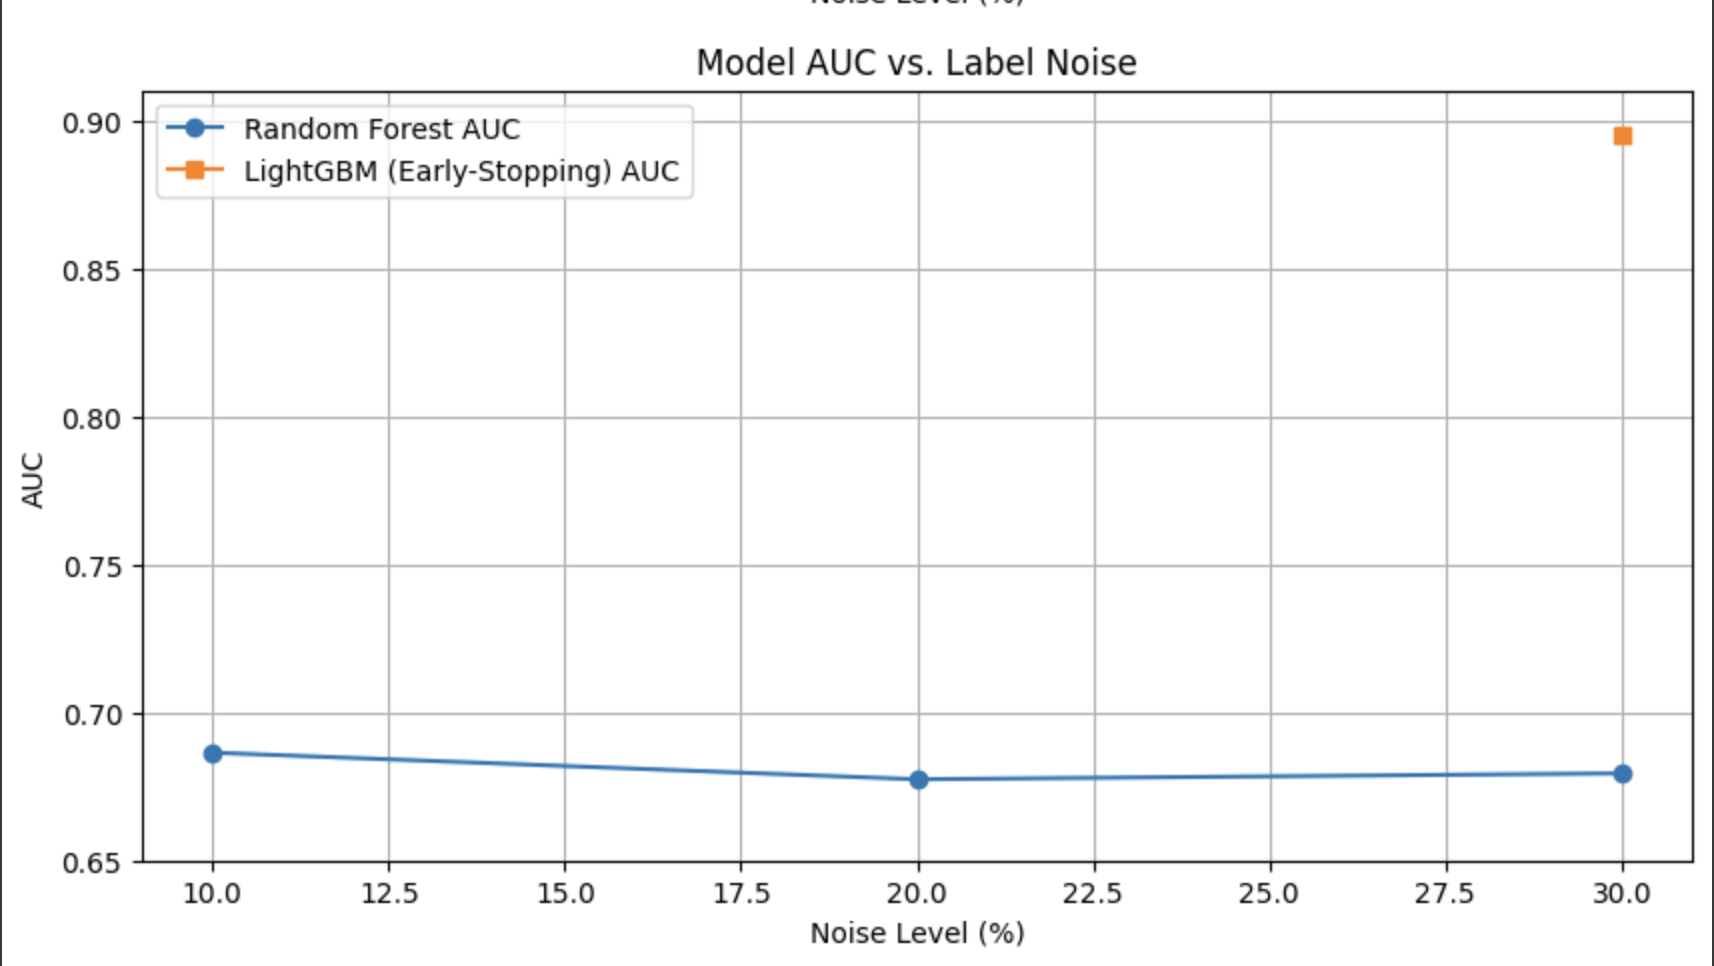 Noise Level (%)
Model AUC vs. Label Noise
Random Forest AUC
LightGBM (Early-Stopping) AUC
0.90
0.85
0.80
0.75
0.70
0.65
AUC
10.0 12.5 15.0 17.5 20.0 22.5 25.0 27.5 30.0
Noise Level (%)